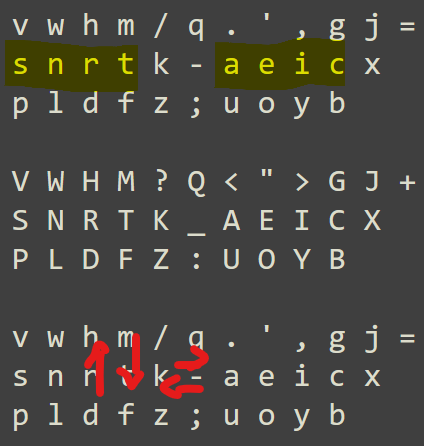 v w h m / q . ' , g j =
s n r t k - a e i c x
p l d f z ; u o y b
V W H M ? Q < " > G J +
S N R T K _ A E I C X
P L D F Z : U O Y B
v w h m / q . ' , g j =
s n r t k - a e i c x
p l d f z ; u o y b